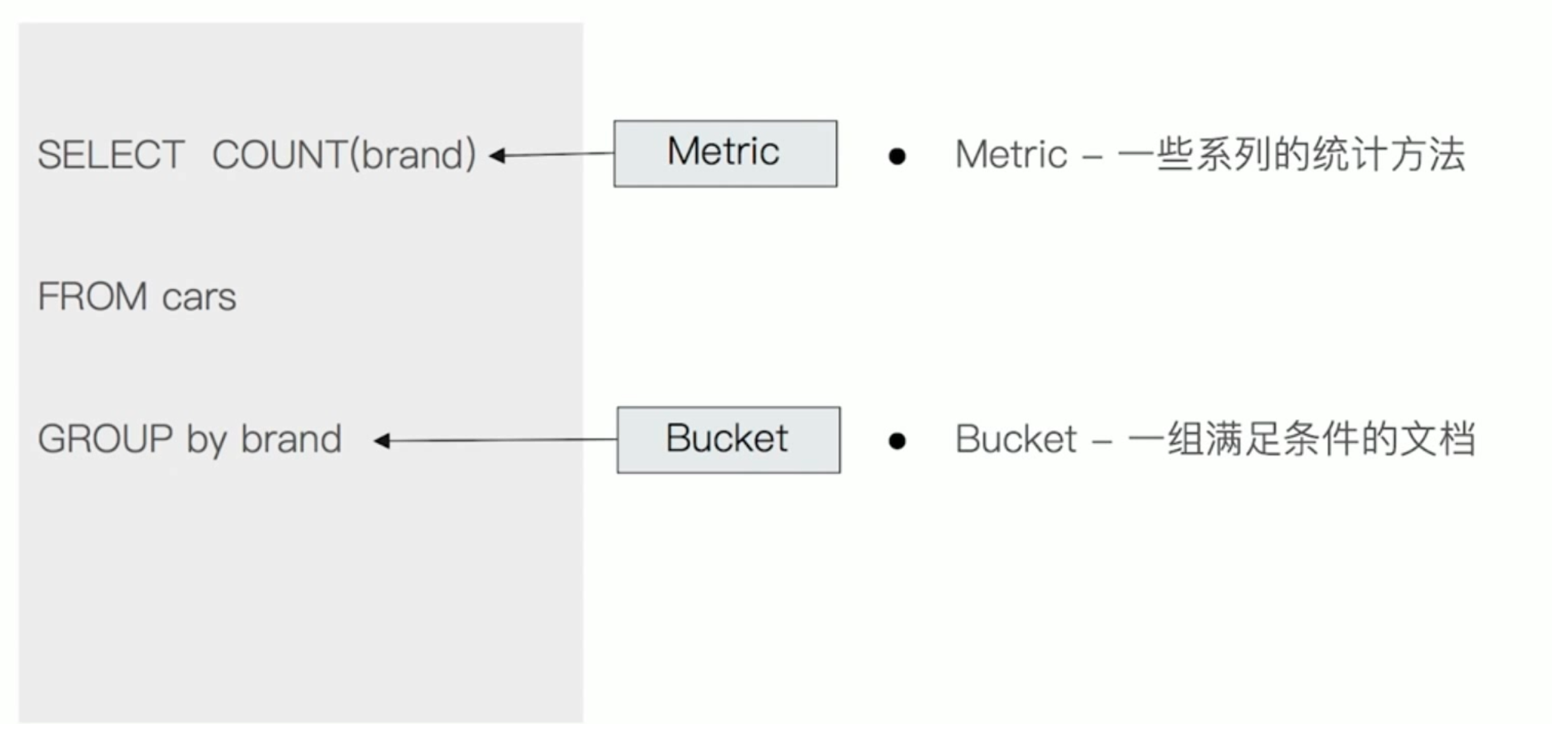 SELECT COUNT(brand)
Metric
● Metric – 一些系列的统计方法
FROM cars
GROUP by brand
Bucket
● Bucket – 一组满足条件的文档